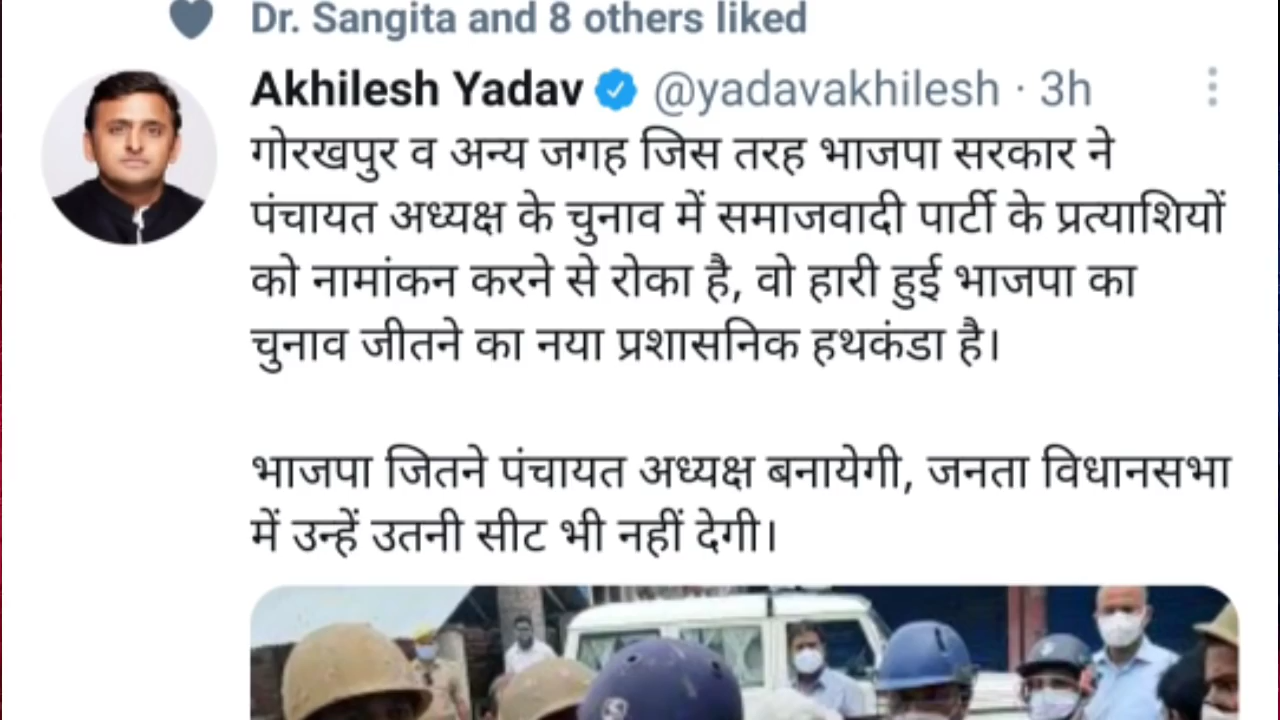 Dr. Sangita and 8 others liked
Akhilesh Yadav @yadavakhilesh · 3h
गोरखपुर व अन्य जगह जिस तरह भाजपा सरकार ने
पंचायत अध्यक्ष के चुनाव में समाजवादी पार्टी के प्रत्याशियों
को नामांकन करने से रोका है, वो हारी हुई भाजपा का
चुनाव जीतने का नया प्रशासनिक हथकंडा है।
भाजपा जितने पंचायत अध्यक्ष बनायेगी, जनता विधानसभा
में उन्हें उतनी सीट भी नहीं देगी।